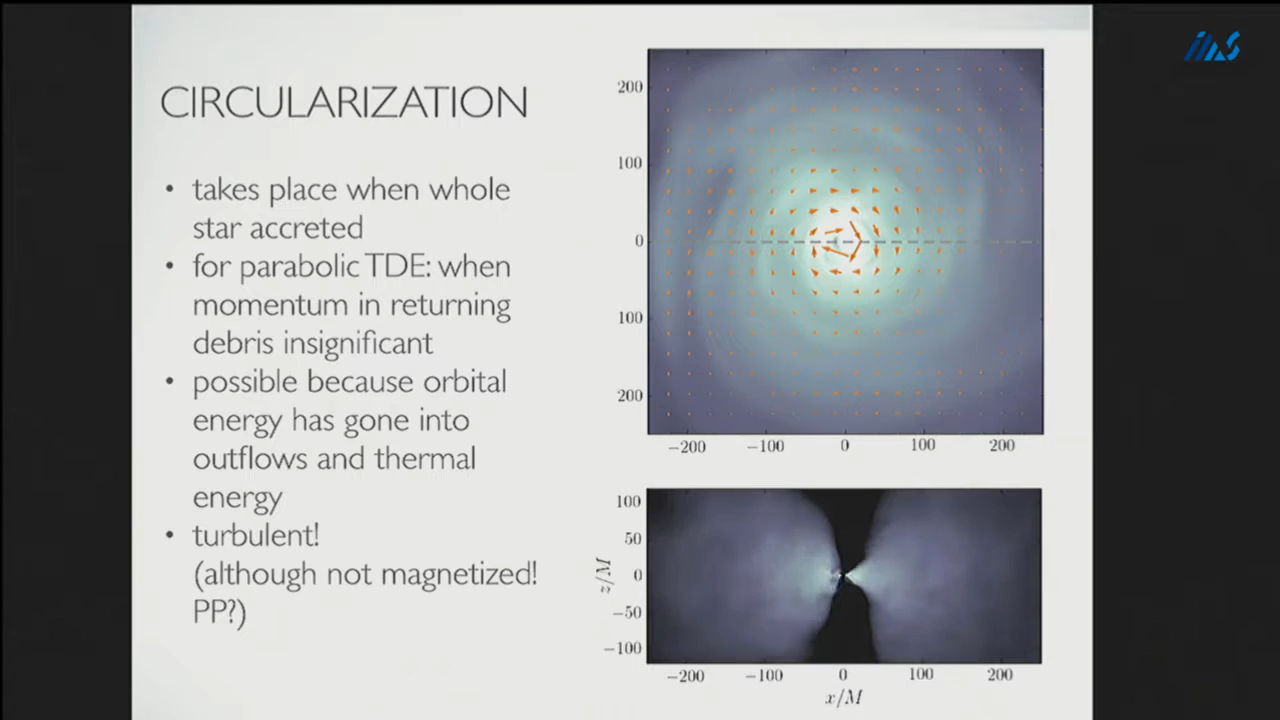 ihs
CIRCULARIZATION
• takes place when whole
star accreted
• for parabolic TDE: when
momentum in returning
debris insignificant
• possible because orbital
energy has gone into
outflows and thermal
energy
• turbulent!
(although not magnetized!
PP?)
200
100
0
100
200
−200 −100 0 100 200
100
50
0
−50
−100
z/M
−200 −100 0 100 200
x/M